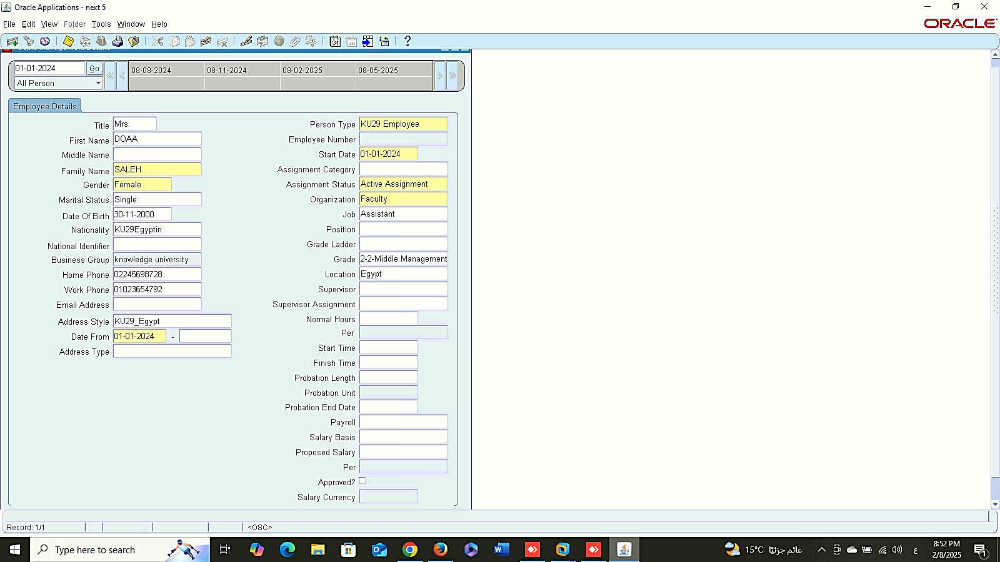 Oracle Applications - next 5
File Edit View Folder Tools Window Help
ORACLE
01-01-2024 Go
All Person
08-08-2024 08-11-2024 08-02-2025 08-05-2025
Employee Details
Title Mrs.
First Name DOAA
Middle Name
Family Name SALEH
Gender Female
Marital Status Single
Date Of Birth 30-11-2000
Nationality KU29Egyptin
National Identifier
Business Group knowledge university
Home Phone 02245698728
Work Phone 01023654792
Email Address
Address Style KU29_Egypt
Date From 01-01-2024 -
Address Type
Person Type KU29 Employee
Employee Number
Start Date 01-01-2024
Assignment Category
Assignment Status Active Assignment
Organization Faculty
Job Assistant
Position
Grade Ladder
Grade 2-2-Middle Management
Location Egypt
Supervisor
Supervisor Assignment
Normal Hours
Per
Start Time
Finish Time
Probation Length
Probation Unit
Probation End Date
Payroll
Salary Basis
Proposed Salary
Per
Approved?
Salary Currency
Record: 1/1 ... <OSC>
Type here to search
15°C غائم جزئيًا
ع
8:52 PM
2/8/2025
1